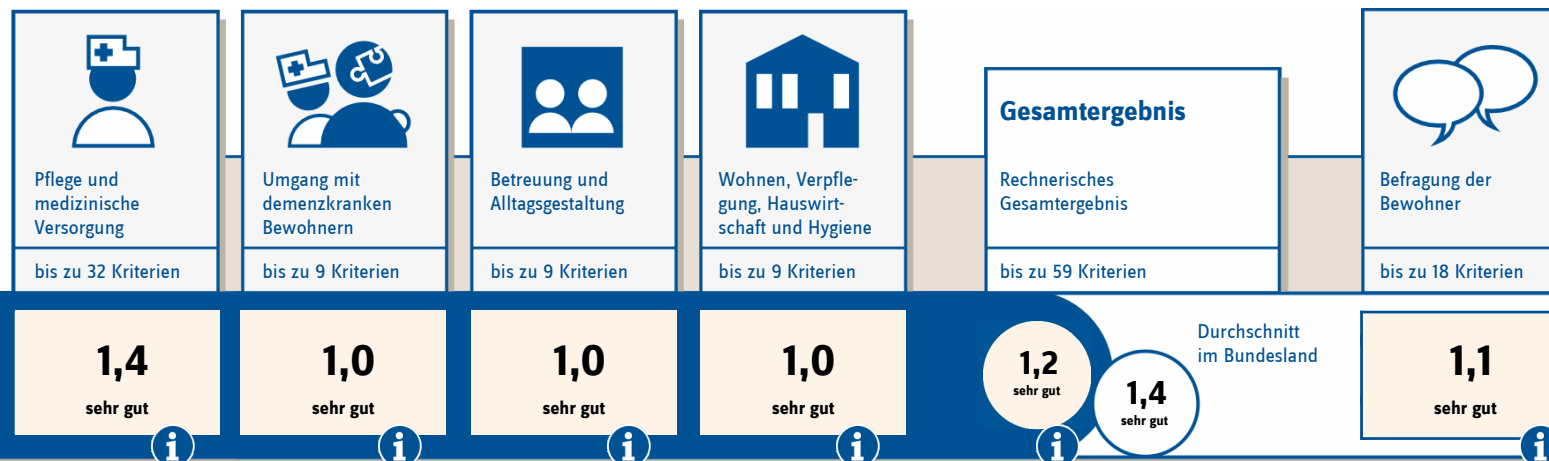 Pflege und
medizinische
Versorgung
bis zu 32 Kriterien
1,4
sehr gut
i
Umgang mit
demenzkranken
Bewohnern
bis zu 9 Kriterien
1,0
sehr gut
i
Betreuung und
Alltagsgestaltung
bis zu 9 Kriterien
1,0
sehr gut
i
Wohnen, Verpfle-
gung, Hauswirt-
schaft und Hygiene
bis zu 9 Kriterien
1,0
sehr gut
i
Gesamtergebnis
Rechnerisches
Gesamtergebnis
bis zu 59 Kriterien
1,2
sehr gut
i
1,4
sehr gut
Durchschnitt
im Bundesland
Befragung der
Bewohner
bis zu 18 Kriterien
1,1
sehr gut
i